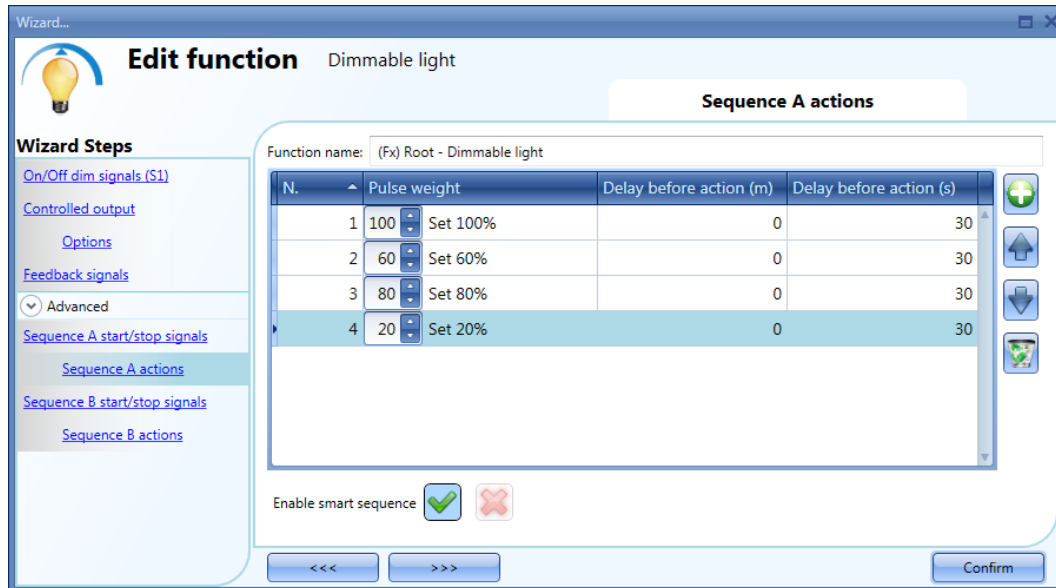 Wizard...
Edit function Dimmable light
Sequence A actions
Wizard Steps
On/Off dim signals (S1)
Controlled output
Options
Feedback signals
Advanced
Sequence A start/stop signals
Sequence A actions
Sequence B start/stop signals
Sequence B actions
Function name: (Fx) Root - Dimmable light
N. Pulse weight Delay before action (m) Delay before action (s)
1 100 Set 100% 0 30
2 60 Set 60% 0 30
3 80 Set 80% 0 30
4 20 Set 20% 0 30
Enable smart sequence
<<< >>> Confirm